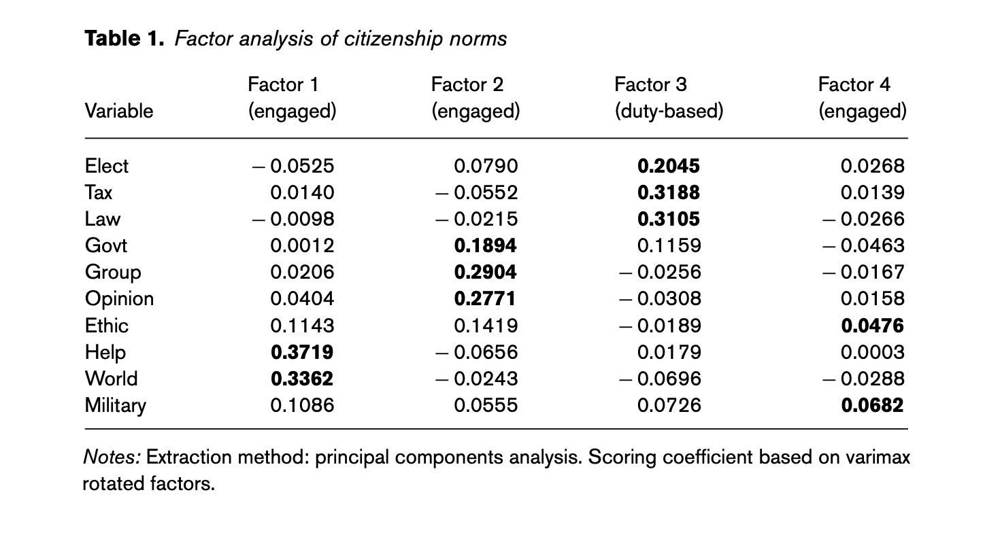 Table 1. Factor analysis of citizenship norms
Factor 1 Factor 2 Factor 3 Factor 4
Variable (engaged) (engaged) (duty-based) (engaged)
Elect – 0.0525 0.0790 0.2045 0.0268
Tax 0.0140 – 0.0552 0.3188 0.0139
Law – 0.0098 – 0.0215 0.3105 – 0.0266
Govt 0.0012 0.1894 0.1159 – 0.0463
Group 0.0206 0.2904 – 0.0256 – 0.0167
Opinion 0.0404 0.2771 – 0.0308 0.0158
Ethic 0.1143 0.1419 – 0.0189 0.0476
Help 0.3719 – 0.0656 0.0179 0.0003
World 0.3362 – 0.0243 – 0.0696 – 0.0288
Military 0.1086 0.0555 0.0726 0.0682
Notes: Extraction method: principal components analysis. Scoring coefficient based on varimax
rotated factors.